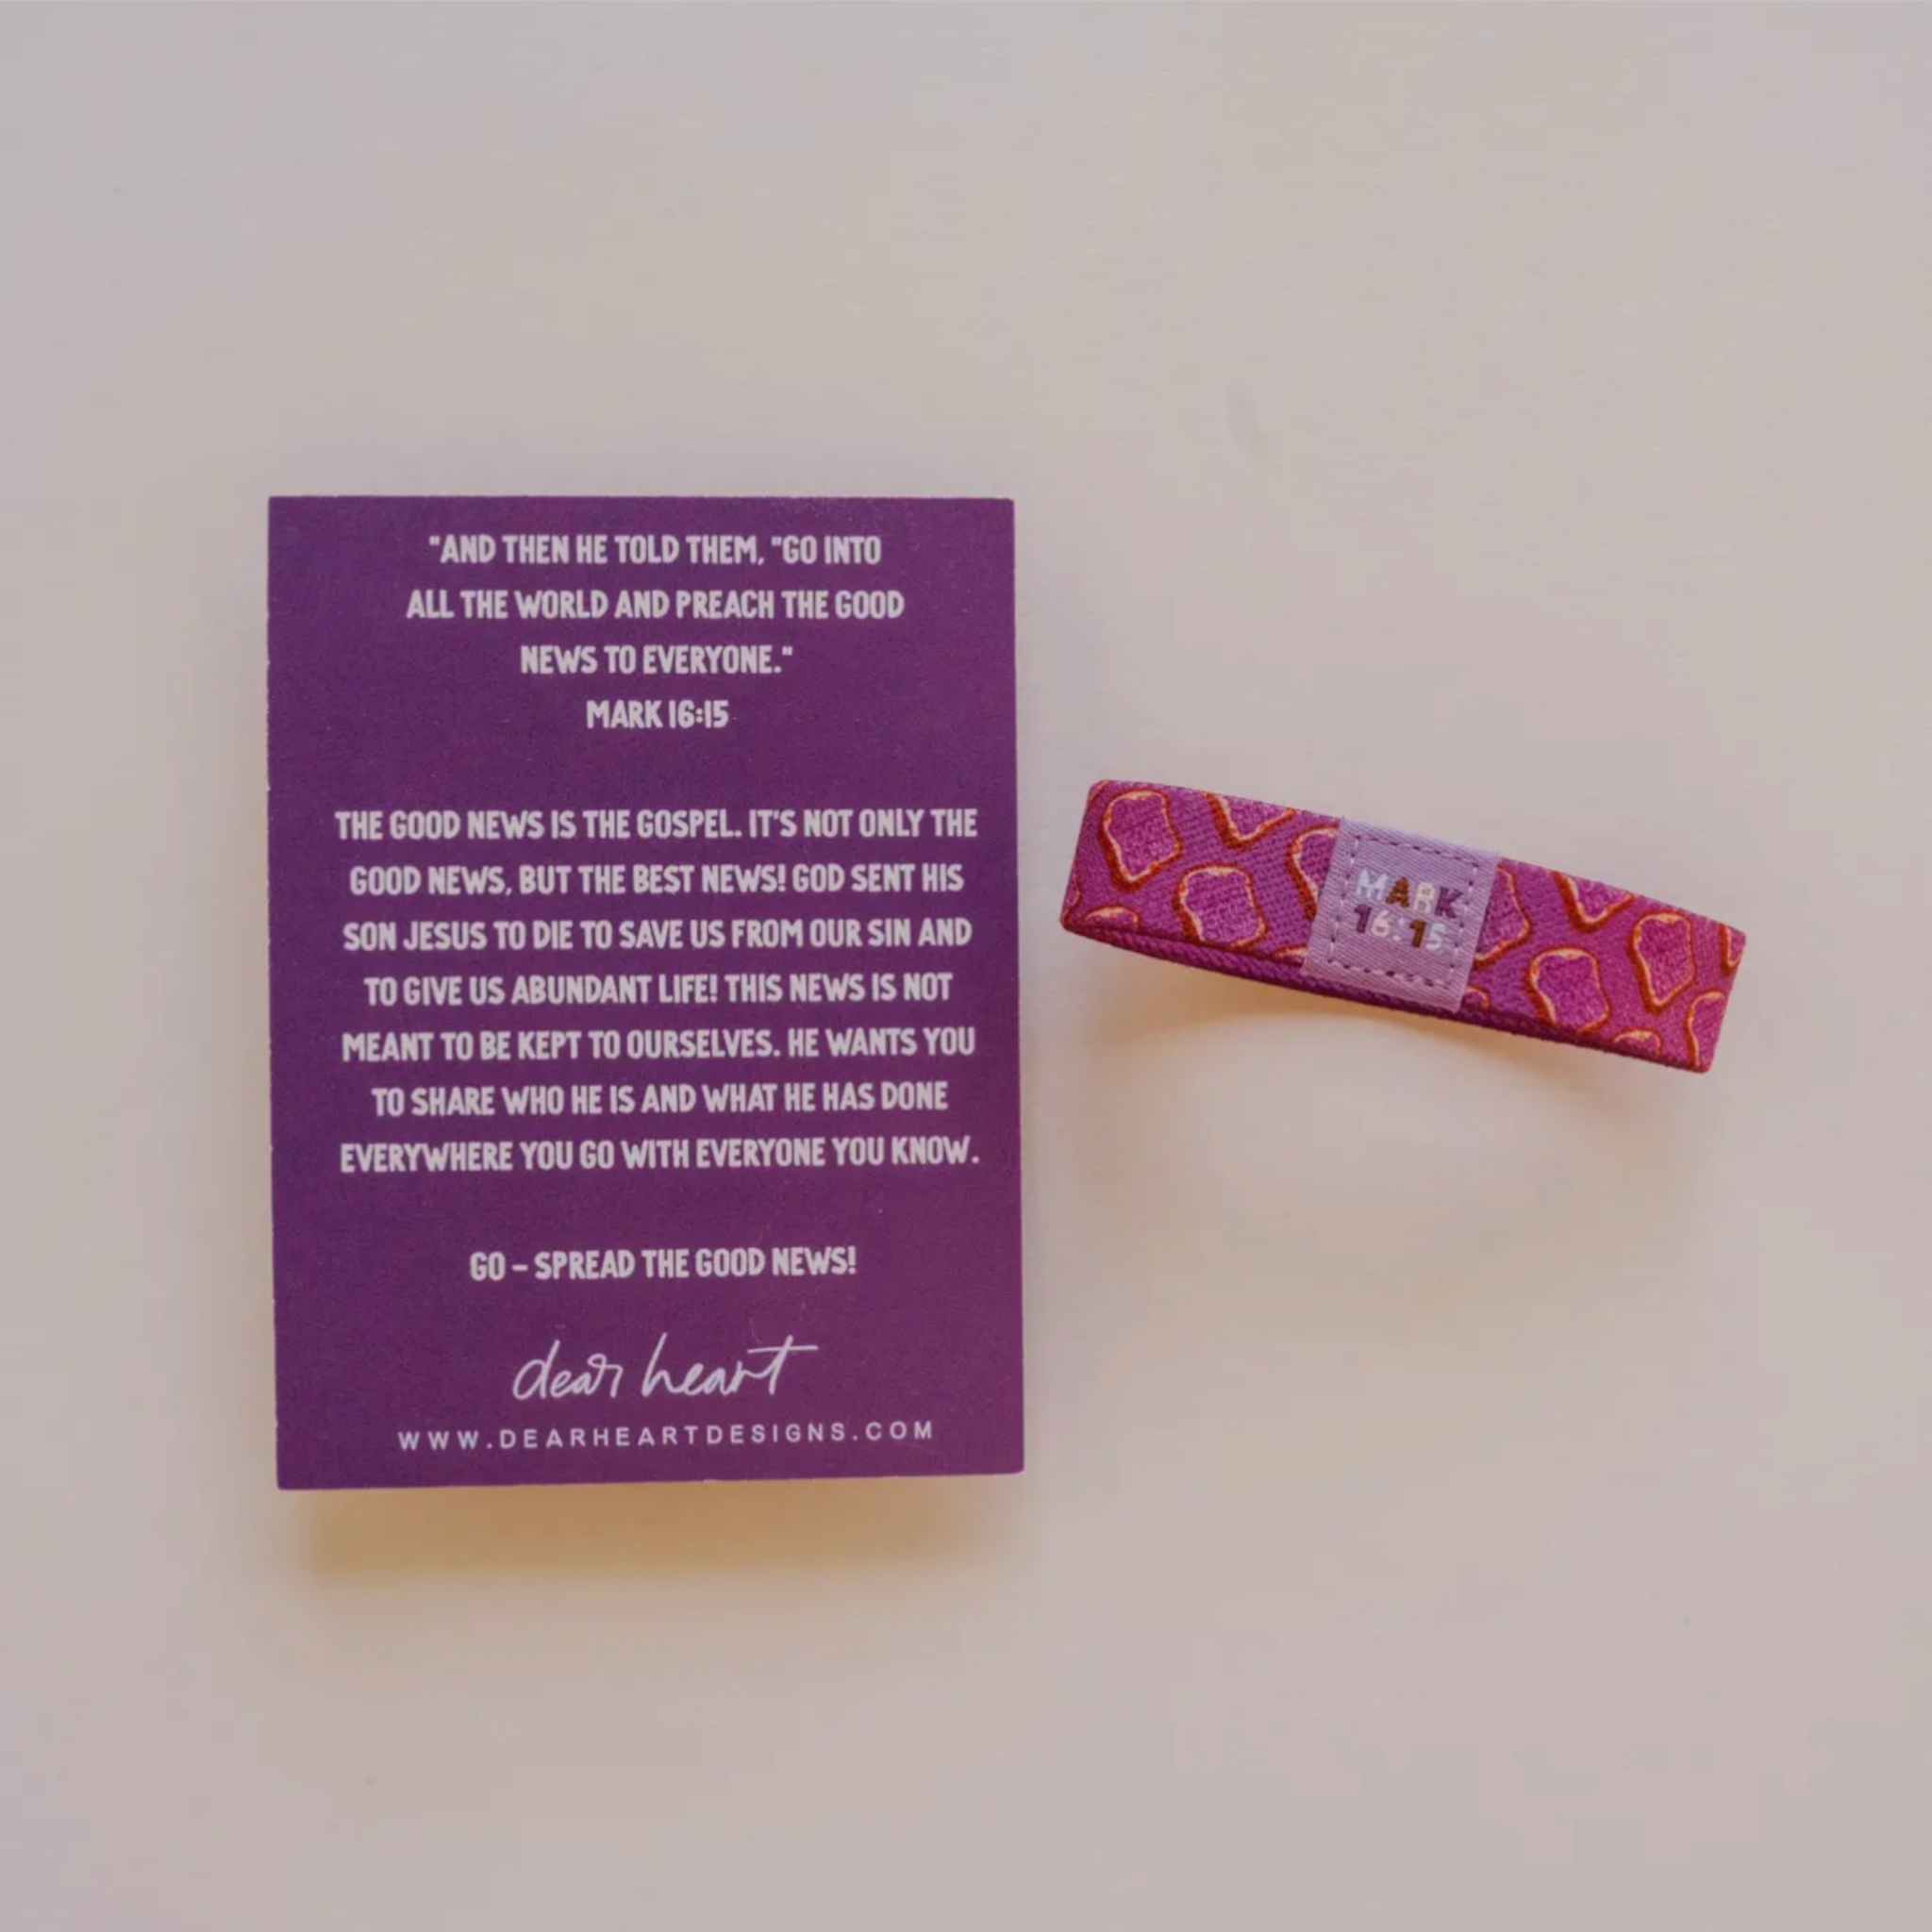 "AND THEN HE TOLD THEM, "GO INTO
ALL THE WORLD AND PREACH THE GOOD
NEWS TO EVERYONE."
MARK 16:15
THE GOOD NEWS IS THE GOSPEL. IT'S NOT ONLY THE
GOOD NEWS, BUT THE BEST NEWS! GOD SENT HIS
SON JESUS TO DIE TO SAVE US FROM OUR SIN AND
TO GIVE US ABUNDANT LIFE! THIS NEWS IS NOT
MEANT TO BE KEPT TO OURSELVES. HE WANTS YOU
TO SHARE WHO HE IS AND WHAT HE HAS DONE
EVERYWHERE YOU GO WITH EVERYONE YOU KNOW.
GO – SPREAD THE GOOD NEWS!
dear heart
WWW.DEARHEARTDESIGNS.COM
MARK
16:15